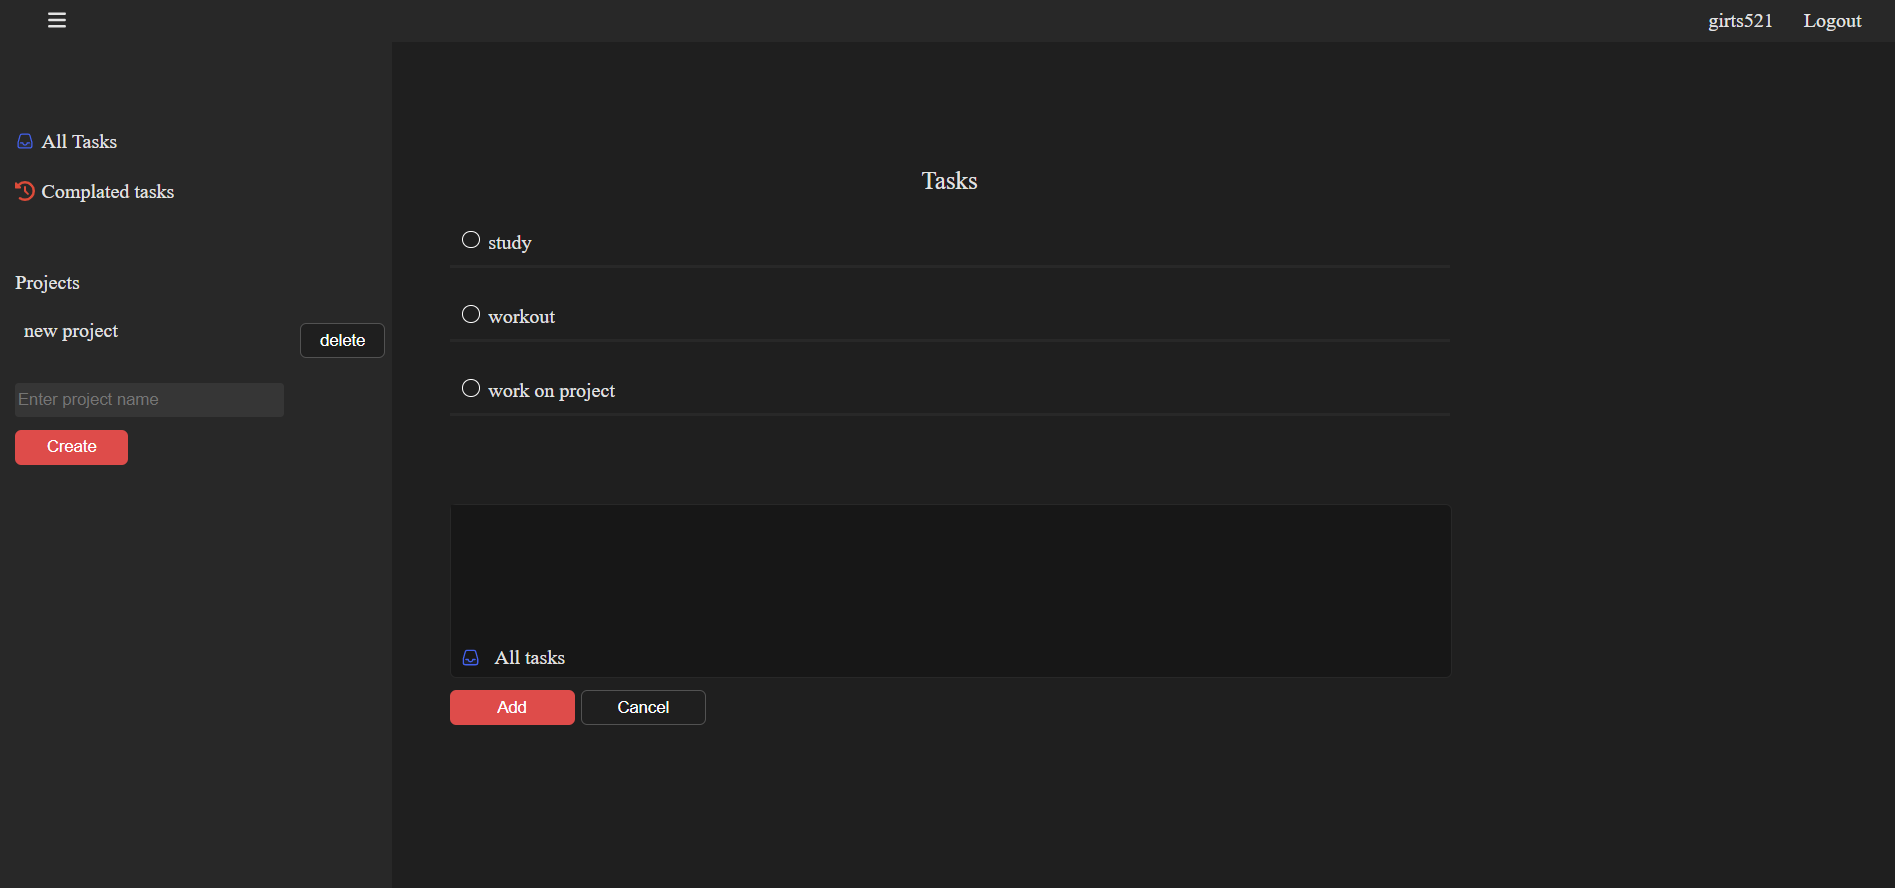 girts521 Logout
All Tasks
Complated tasks
Projects
new project
delete
Enter project name
Create
Tasks
study
workout
work on project
All tasks
Add Cancel